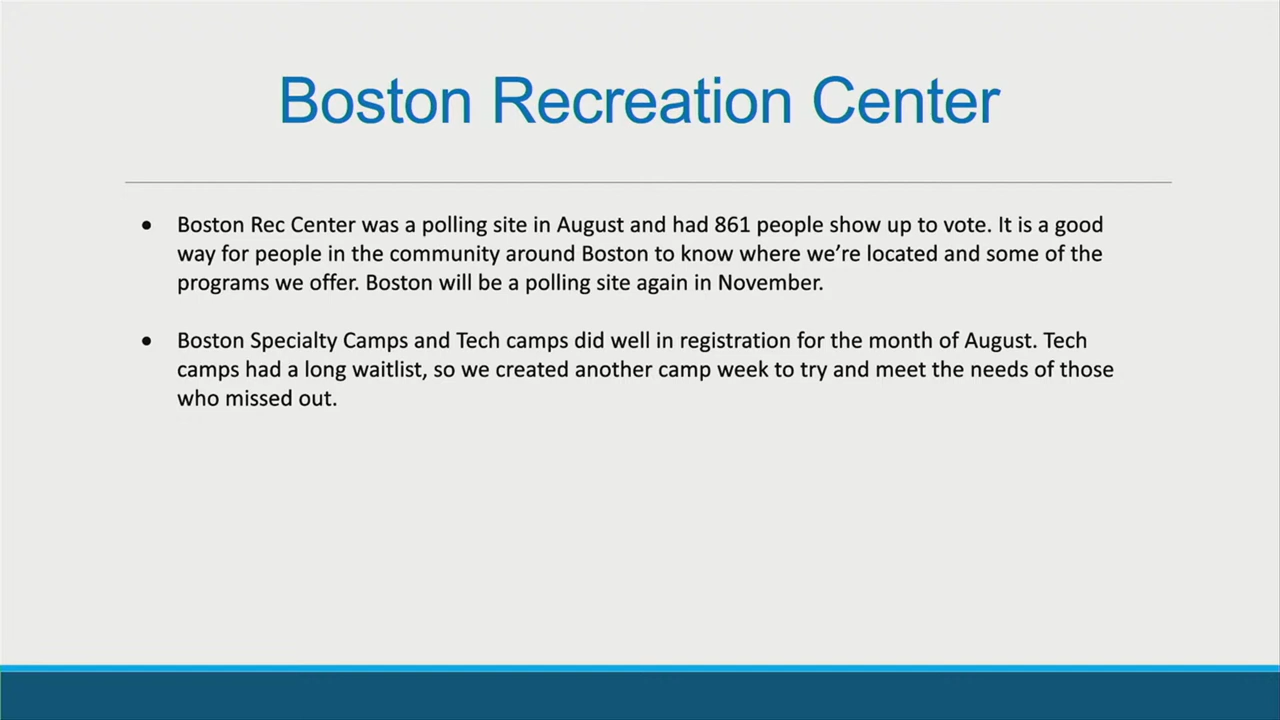 Boston Recreation Center
• Boston Rec Center was a polling site in August and had 861 people show up to vote. It is a good
way for people in the community around Boston to know where we’re located and some of the
programs we offer. Boston will be a polling site again in November.
• Boston Specialty Camps and Tech camps did well in registration for the month of August. Tech
camps had a long waitlist, so we created another camp week to try and meet the needs of those
who missed out.